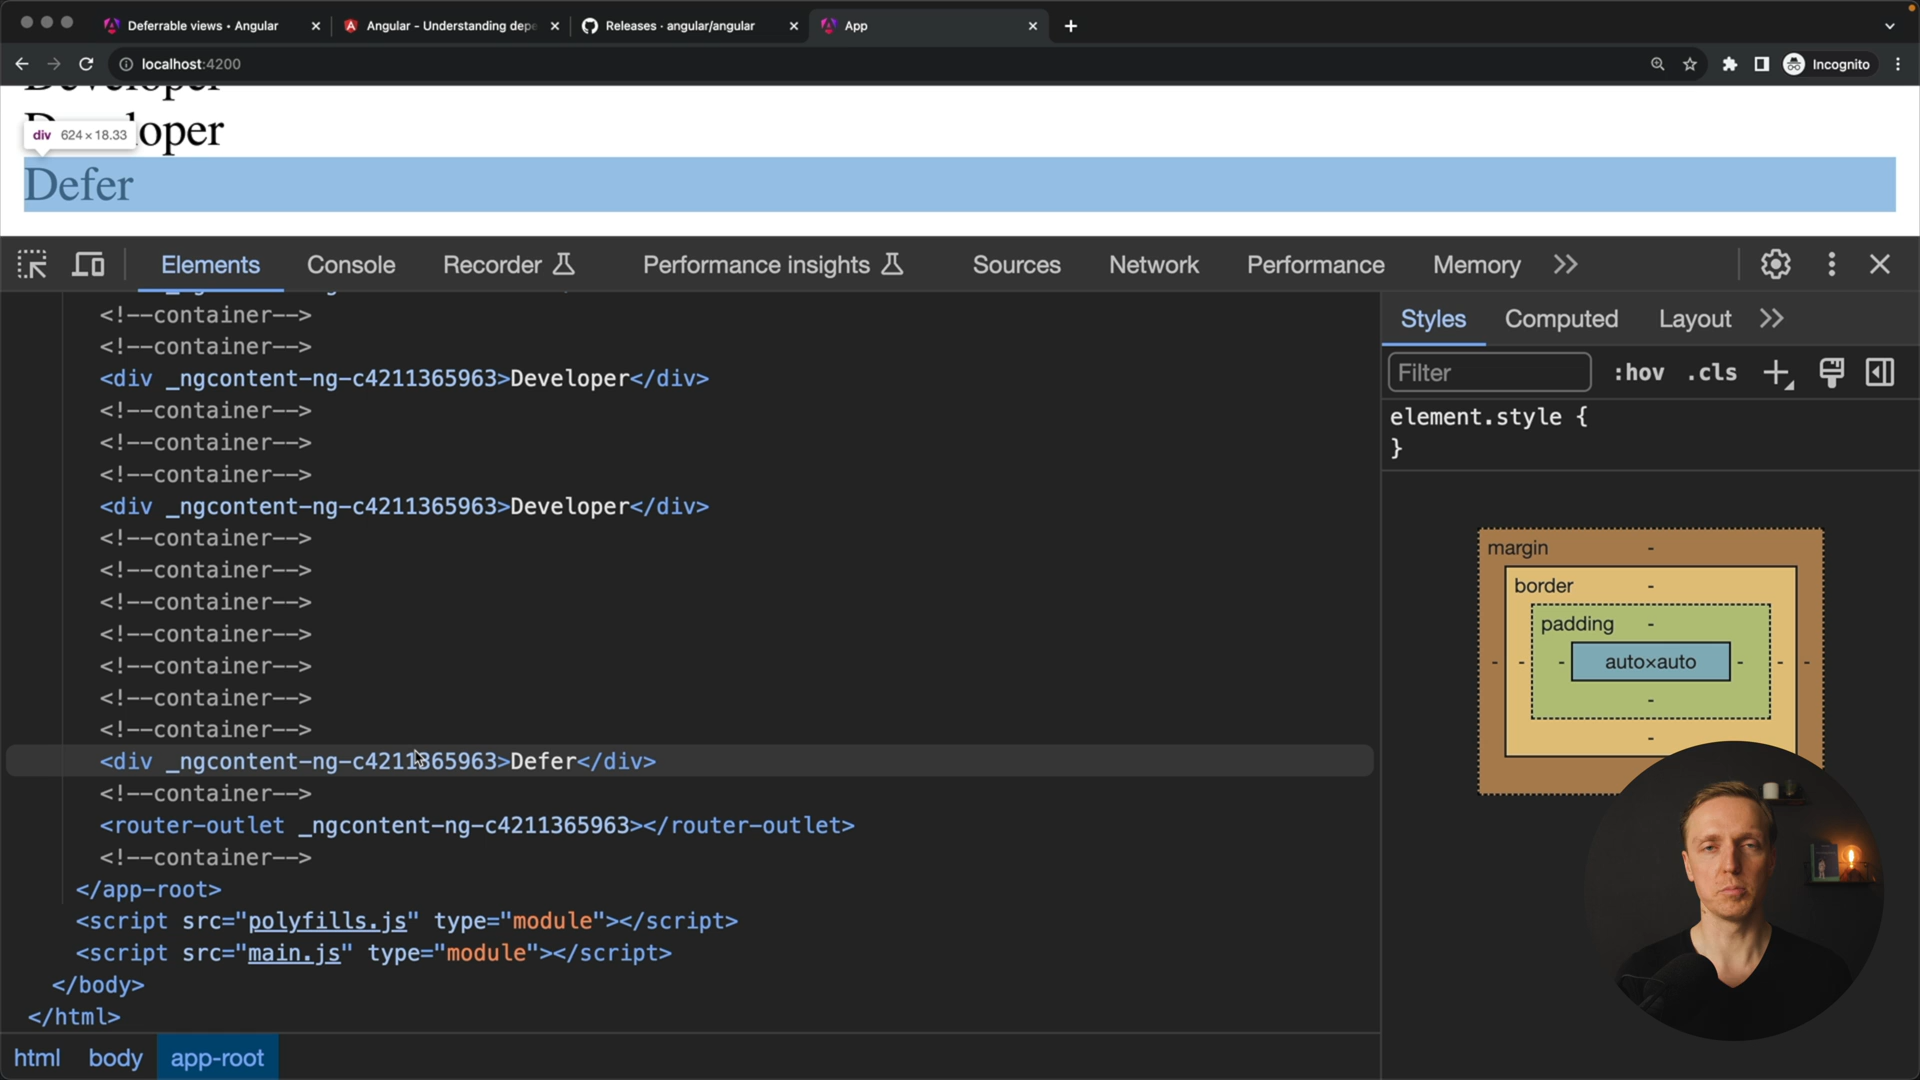 Deferrable views • Angular
Angular - Understanding depe
Releases · angular/angular
App
localhost:4200
Incognito
Developer
Developer
div 624 × 18.33
Defer
Elements
Console
Recorder
Performance insights
Sources
Network
Performance
Memory
<!--container-->
<!--container-->
<div _ngcontent-ng-c4211365963>Developer</div>
<!--container-->
<!--container-->
<!--container-->
<div _ngcontent-ng-c4211365963>Developer</div>
<!--container-->
<!--container-->
<!--container-->
<!--container-->
<!--container-->
<!--container-->
<!--container-->
<div _ngcontent-ng-c4211365963>Defer</div>
<!--container-->
<router-outlet _ngcontent-ng-c4211365963></router-outlet>
<!--container-->
</app-root>
<script src="polyfills.js" type="module"></script>
<script src="main.js" type="module"></script>
</body>
</html>
html body app-root
Styles
Computed
Layout
Filter
:hov .cls
element.style {
}
margin -
border -
padding -
- - - auto×auto - - -
-
-